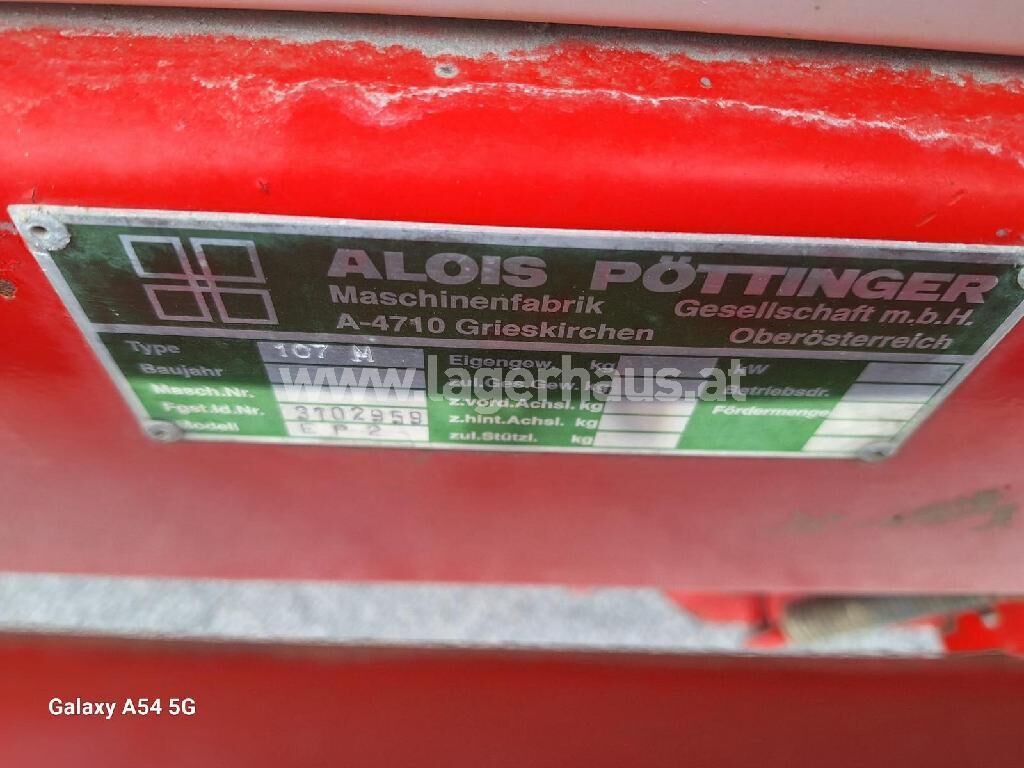 ALOIS PÖTTINGER
Maschinenfabrik Gesellschaft m.b.H.
A-4710 Grieskirchen Oberösterreich
Type 107 M Eigengew. kg kW
Baujahr zul.Ges.Gew. kg Betriebsdr.
Masch.Nr. z.vord.Achsl. kg Fördermenge
Fgst.Id.Nr. 3102959 z.hint.Achsl. kg
Modell EP2 zul.Stützl. kg
www.lagerhaus.at
Galaxy A54 5G